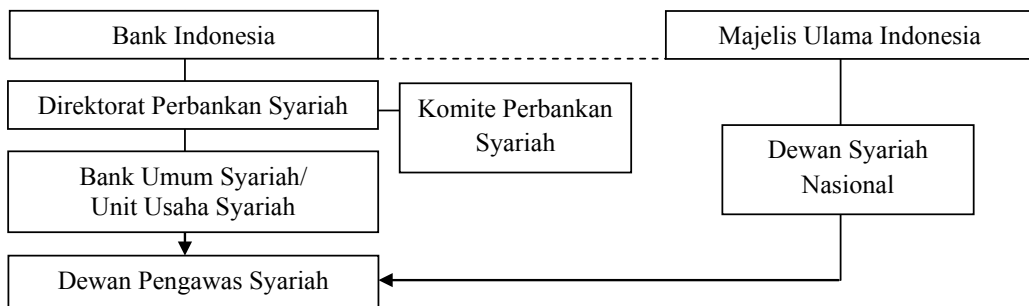 Bank Indonesia
Majelis Ulama Indonesia
Direktorat Perbankan Syariah
Komite Perbankan
Syariah
Dewan Syariah
Nasional
Bank Umum Syariah/
Unit Usaha Syariah
Dewan Pengawas Syariah